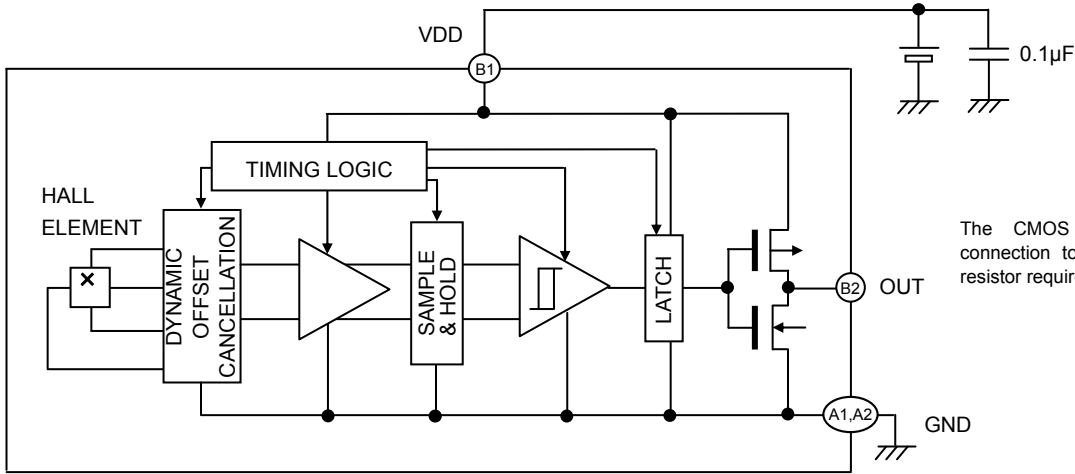 VDD
B1
0.1µF
TIMING LOGIC
HALL
ELEMENT
DYNAMIC
OFFSET
CANCELLATION
×
SAMPLE
& HOLD
LATCH
The CMOS
connection to
resistor requir
B2
OUT
A1,A2
GND